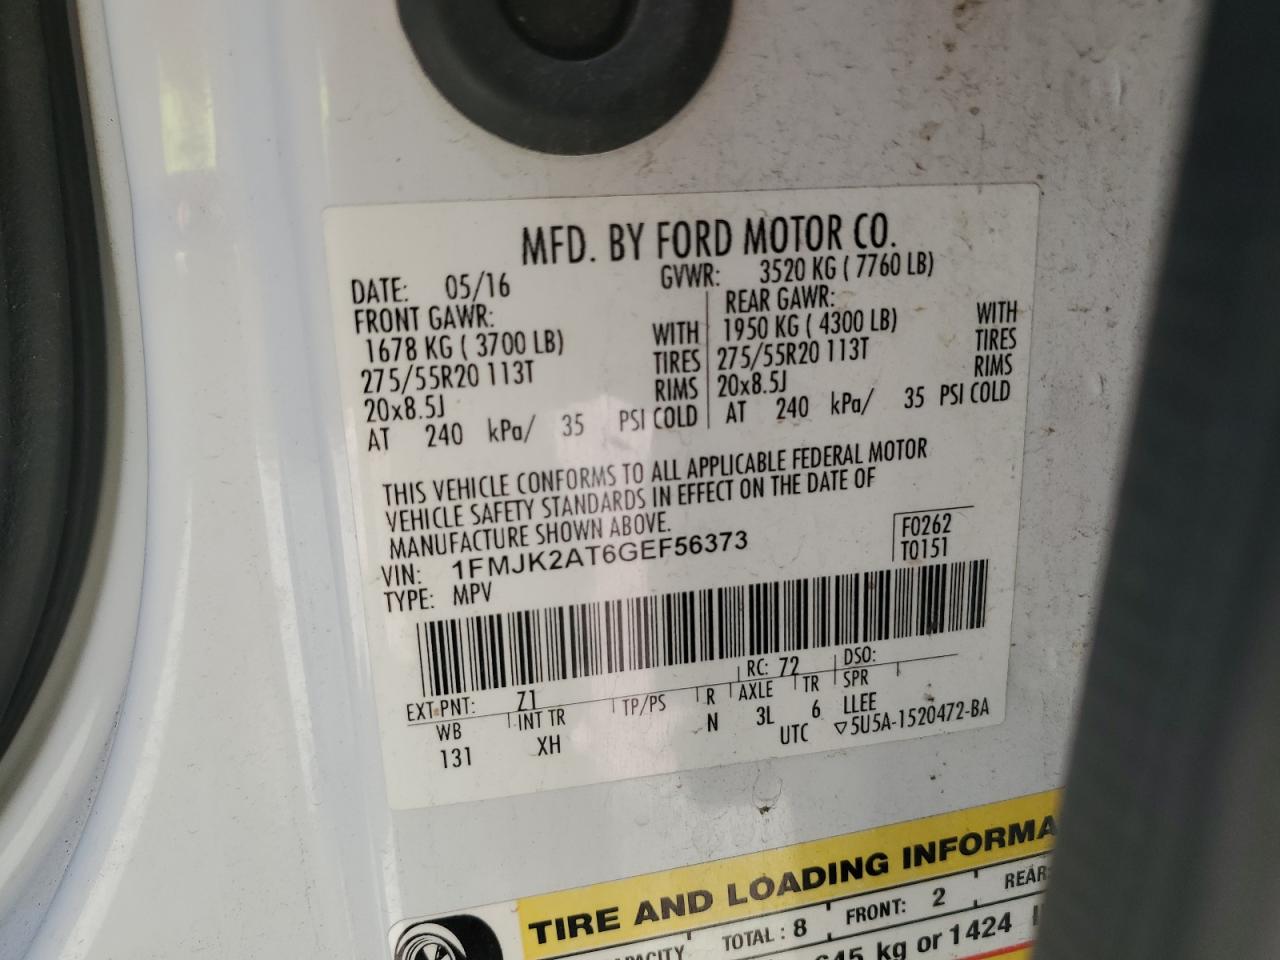 MFD. BY FORD MOTOR CO.
DATE: 05/16 GVWR: 3520 KG ( 7760 LB)
FRONT GAWR: REAR GAWR:
1678 KG ( 3700 LB) WITH 1950 KG ( 4300 LB) WITH
275/55R20 113T TIRES 275/55R20 113T TIRES
20x8.5J RIMS 20x8.5J RIMS
AT 240 kPa/ 35 PSI COLD AT 240 kPa/ 35 PSI COLD
THIS VEHICLE CONFORMS TO ALL APPLICABLE FEDERAL MOTOR
VEHICLE SAFETY STANDARDS IN EFFECT ON THE DATE OF
MANUFACTURE SHOWN ABOVE.
VIN: 1FMJK2AT6GEF56373 F0262
TYPE: MPV T0151
EXT PNT: Z1 RC: 72 DSO:
WB INT TR TP/PS R AXLE TR SPR
131 XH N 3L 6 LLEE
UTC ▽5U5A-1520472-BA
TIRE AND LOADING INFORMA
TOTAL : 8 FRONT: 2 REAR
kg or 1424